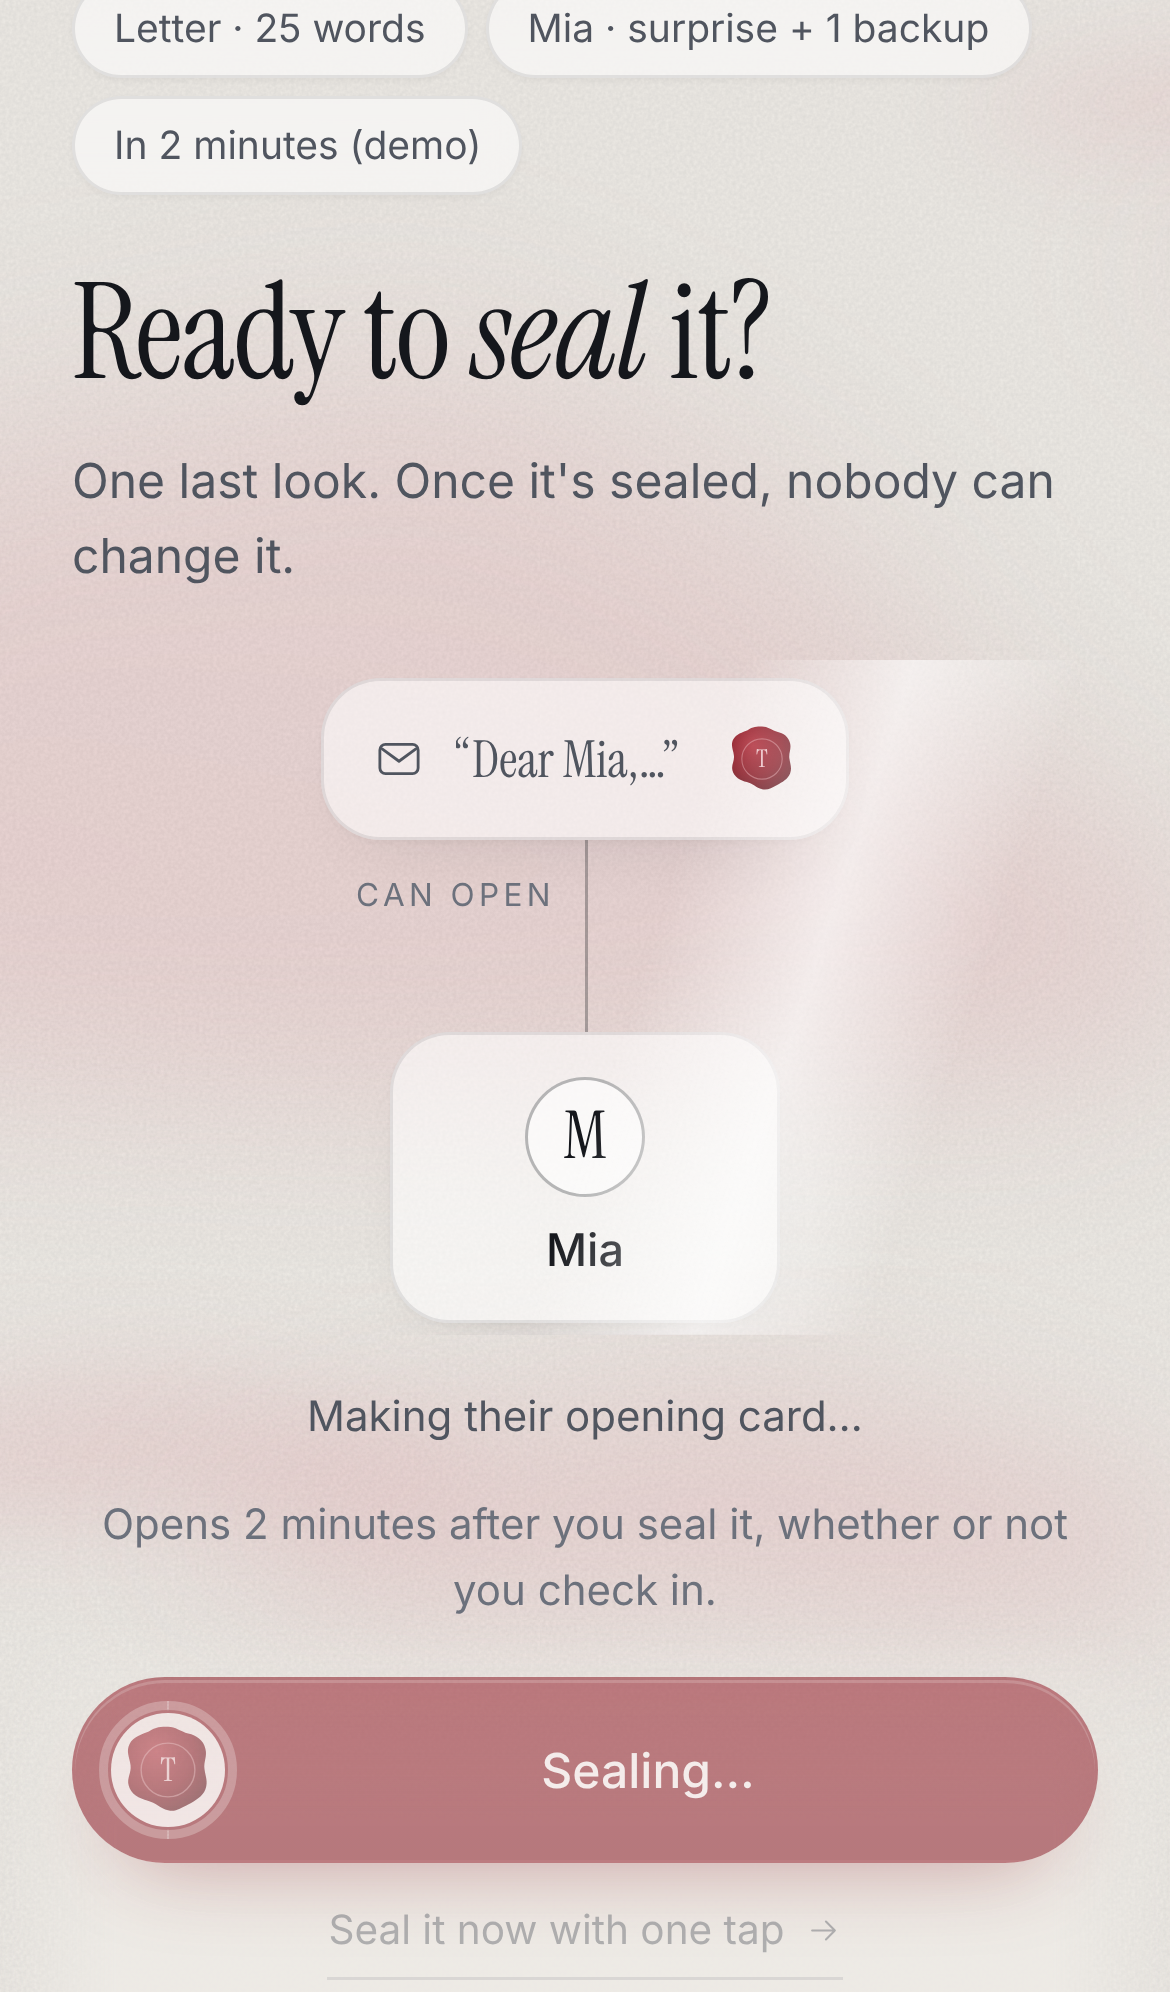 Letter · 25 words
Mia · surprise + 1 backup
In 2 minutes (demo)
Ready to seal it?
One last look. Once it's sealed, nobody can
change it.
“Dear Mia,...” T
CAN OPEN
M
Mia
Making their opening card...
Opens 2 minutes after you seal it, whether or not
you check in.
T Sealing...
Seal it now with one tap →